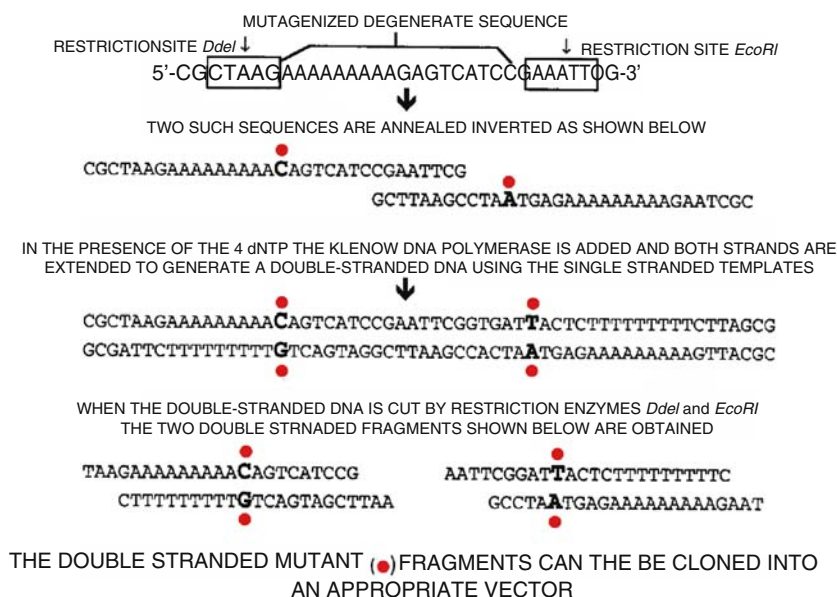 MUTAGENIZED DEGENERATE SEQUENCE
RESTRICTIONSITE DdeI ↓ ↓ RESTRICTION SITE EcoRI
5'-CGCTAAGAAAAAAAAAGAGTCATCCGAAATTOG-3'
TWO SUCH SEQUENCES ARE ANNEALED INVERTED AS SHOWN BELOW
CGCTAAGAAAAAAAAACAGTCATCCGAATTCG
GCTTAAGCCTAATGAGAAAAAAAAAGAATCGC
IN THE PRESENCE OF THE 4 dNTP THE KLENOW DNA POLYMERASE IS ADDED AND BOTH STRANDS ARE
EXTENDED TO GENERATE A DOUBLE-STRANDED DNA USING THE SINGLE STRANDED TEMPLATES
CGCTAAGAAAAAAAAACAGTCATCCGAATTCGGTGATTACTCTTTTTTTTTCTTAGCG
GCGATTCTTTTTTTTTGTCAGTAGGCTTAAGCCACTAATGAGAAAAAAAAAGTTACGC
WHEN THE DOUBLE-STRANDED DNA IS CUT BY RESTRICTION ENZYMES DdeI and EcoRI
THE TWO DOUBLE STRNADED FRAGMENTS SHOWN BELOW ARE OBTAINED
TAAGAAAAAAAAACAGTCATCCG AATTCGGATTACTCTTTTTTTTTC
CTTTTTTTTTGTCAGTAGCTTAA GCCTAATGAGAAAAAAAAAGAAT
THE DOUBLE STRANDED MUTANT (●) FRAGMENTS CAN THE BE CLONED INTO
AN APPROPRIATE VECTOR